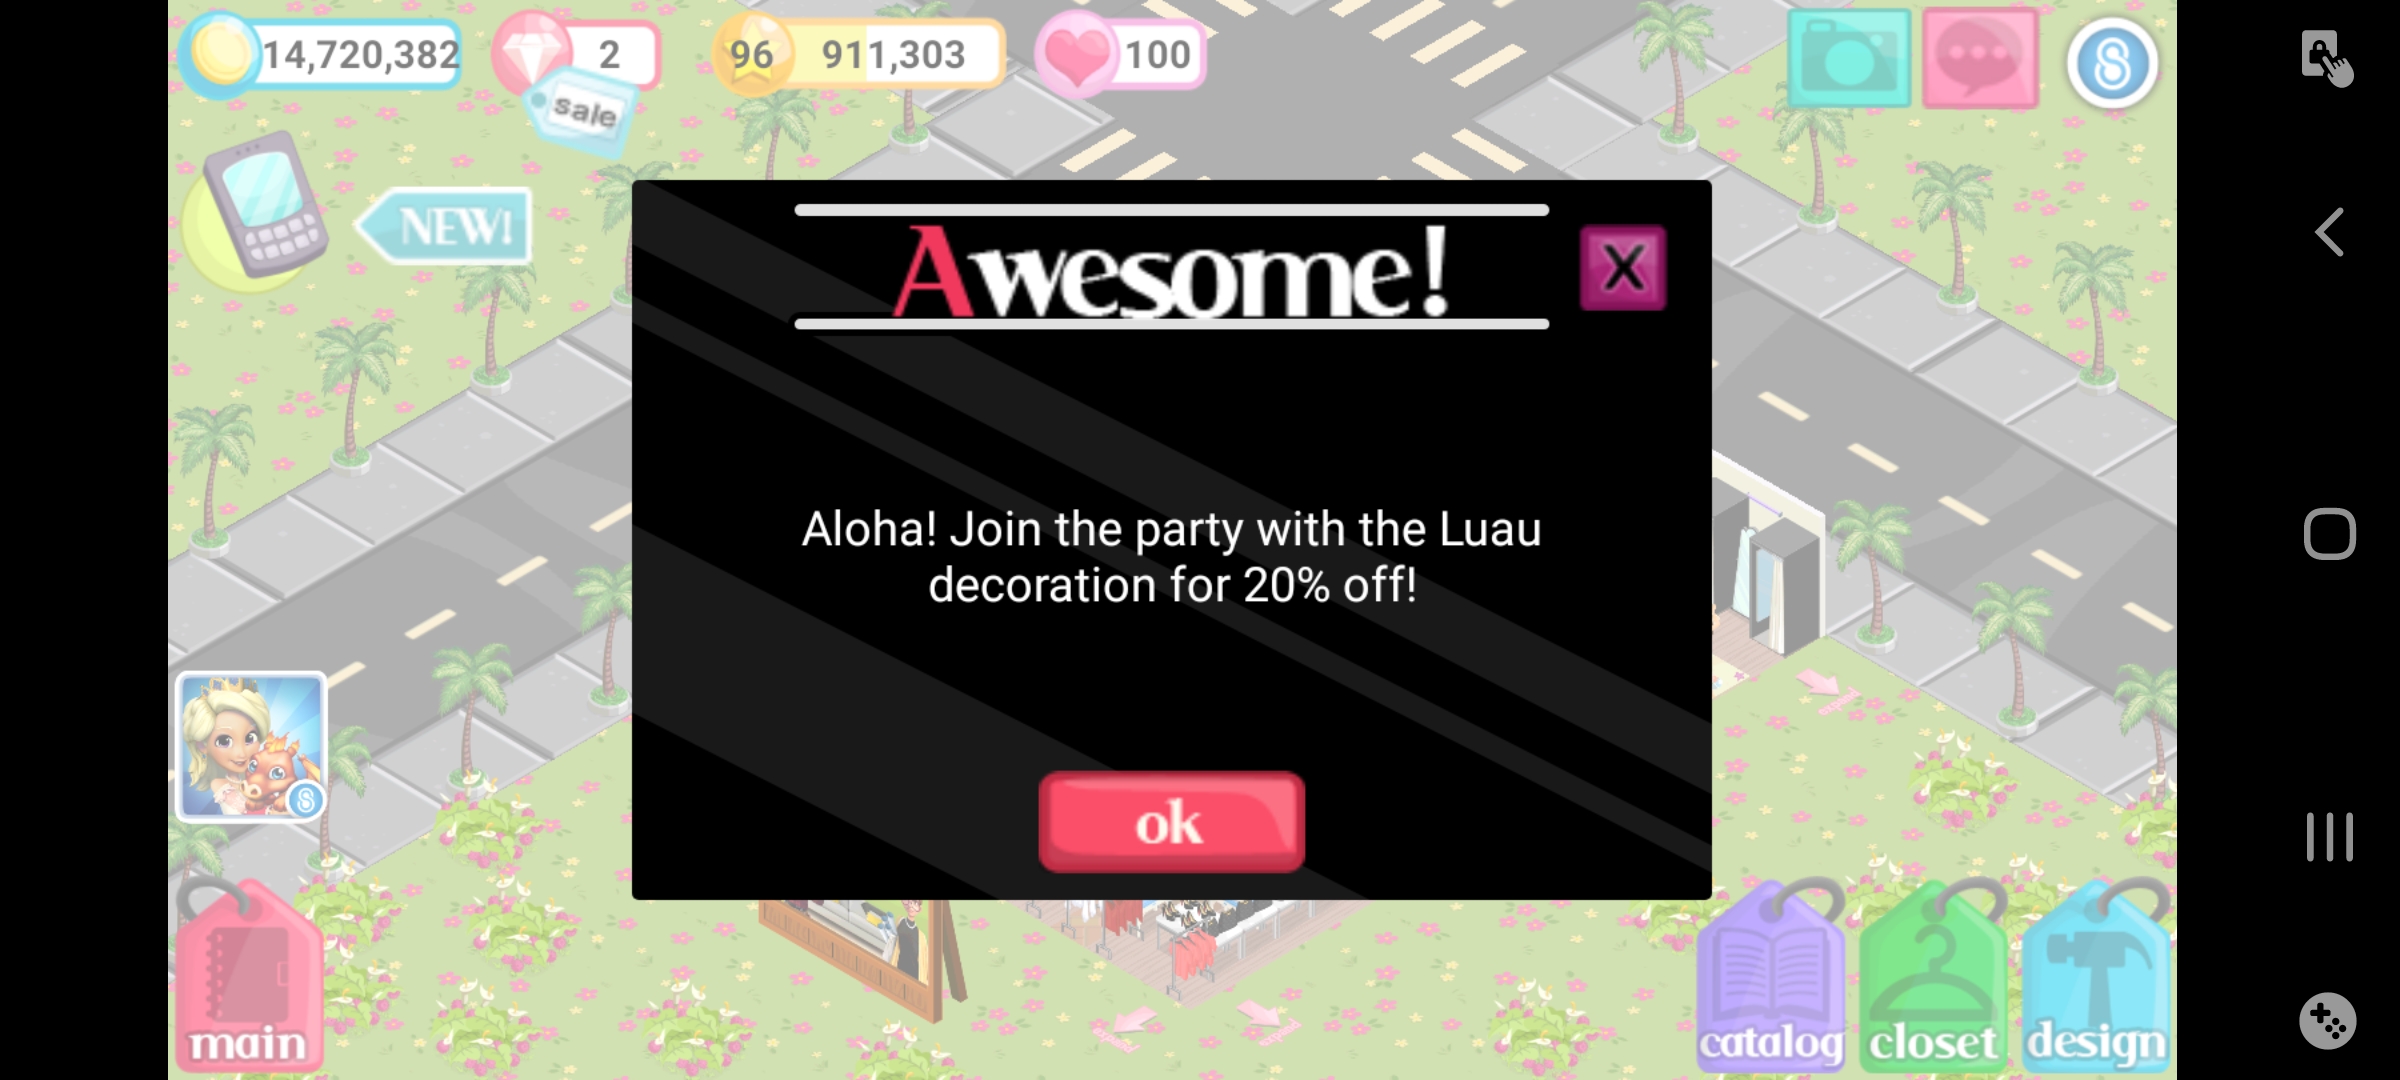 14,720,382
2
96 911,303
100
sale
NEW!
Awesome!
X
Aloha! Join the party with the Luau
decoration for 20% off!
ok
main
catalog
closet
design